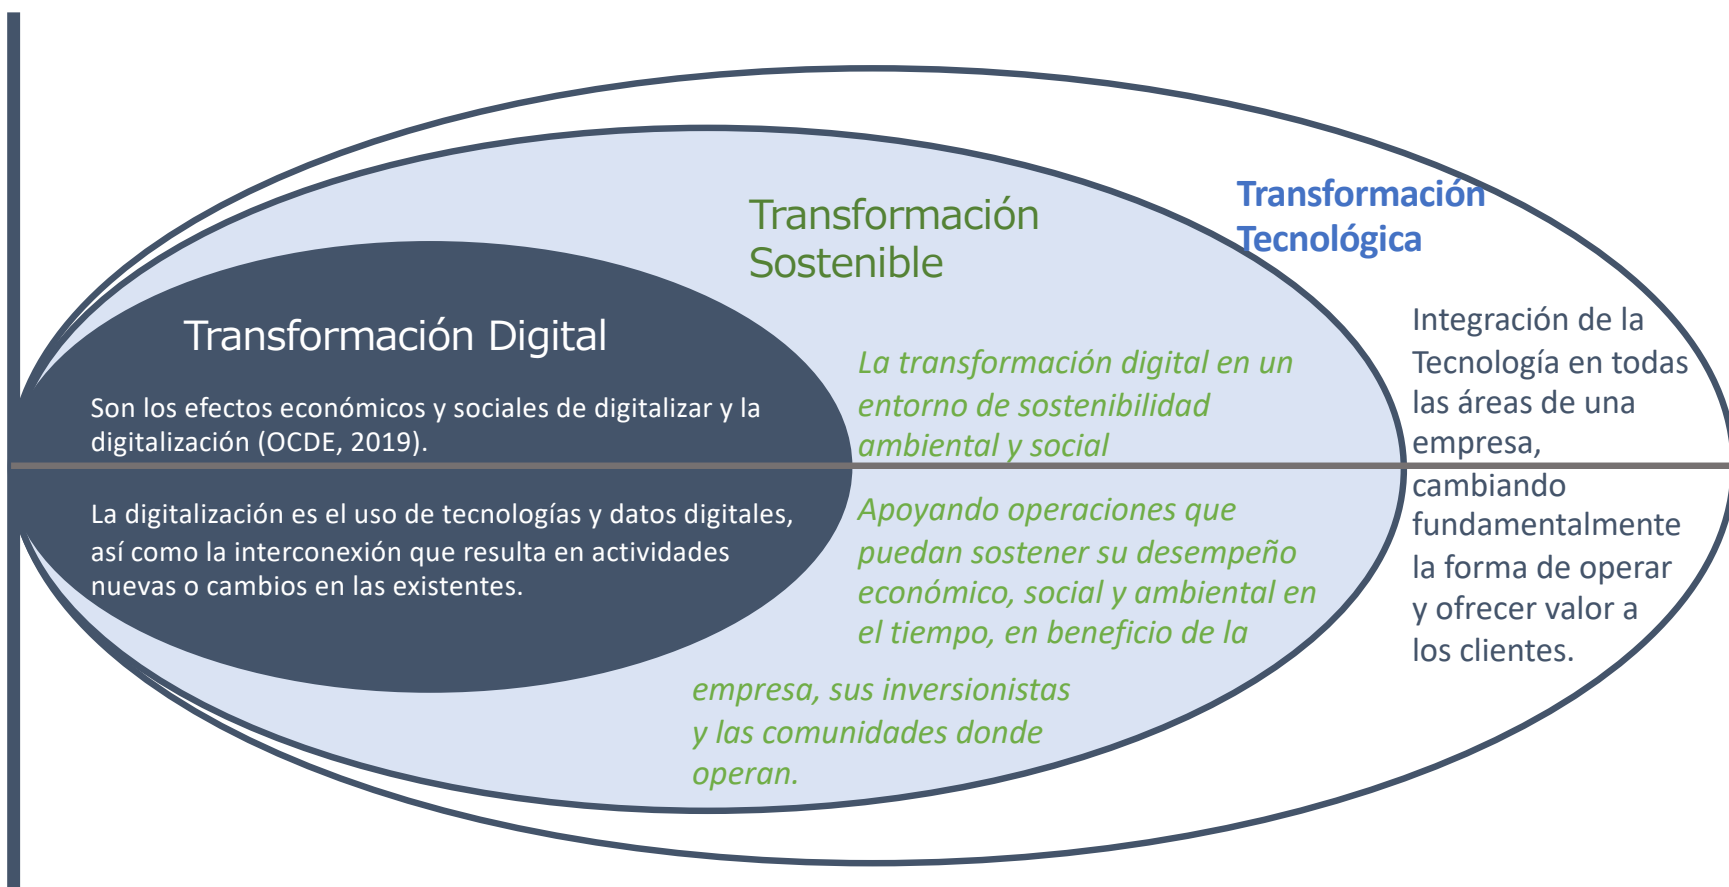 Transformación Digital
Son los efectos económicos y sociales de digitalizar y la
digitalización (OCDE, 2019).
La digitalización es el uso de tecnologías y datos digitales,
así como la interconexión que resulta en actividades
nuevas o cambios en las existentes.
Transformación
Sostenible
La transformación digital en un
entorno de sostenibilidad
ambiental y social
Apoyando operaciones que
puedan sostener su desempeño
económico, social y ambiental en
el tiempo, en beneficio de la
empresa, sus inversionistas
y las comunidades donde
operan.
Transformación
Tecnológica
Integración de la
Tecnología en todas
las áreas de una
empresa,
cambiando
fundamentalmente
la forma de operar
y ofrecer valor a
los clientes.